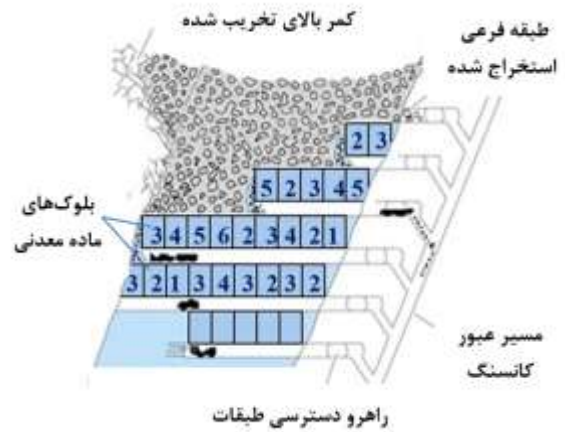 کمر بالای تخریب شده
طبقه فرعی
استخراج شده
2 3
5 2 3 4 5
بلوک‌های
ماده معدنی
3 4 5 6 2 3 4 2 1
3 2 1 3 4 3 2 3 2
مسیر عبور
کانسنگ
راهرو دسترسی طبقات